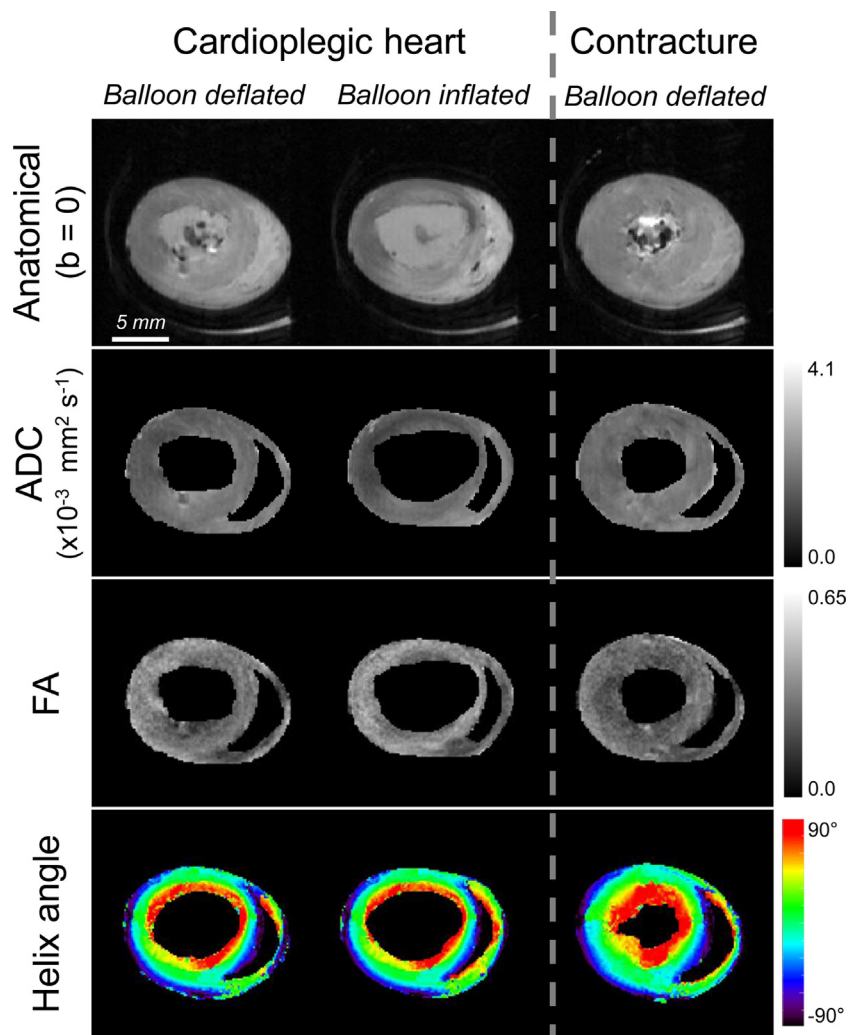 Cardioplegic heart
Contracture
Balloon deflated
Balloon inflated
Balloon deflated
Anatomical
(b = 0)
5 mm
ADC
(x10⁻³ mm² s⁻¹)
4.1
0.0
FA
0.65
0.0
Helix angle
90°
-90°